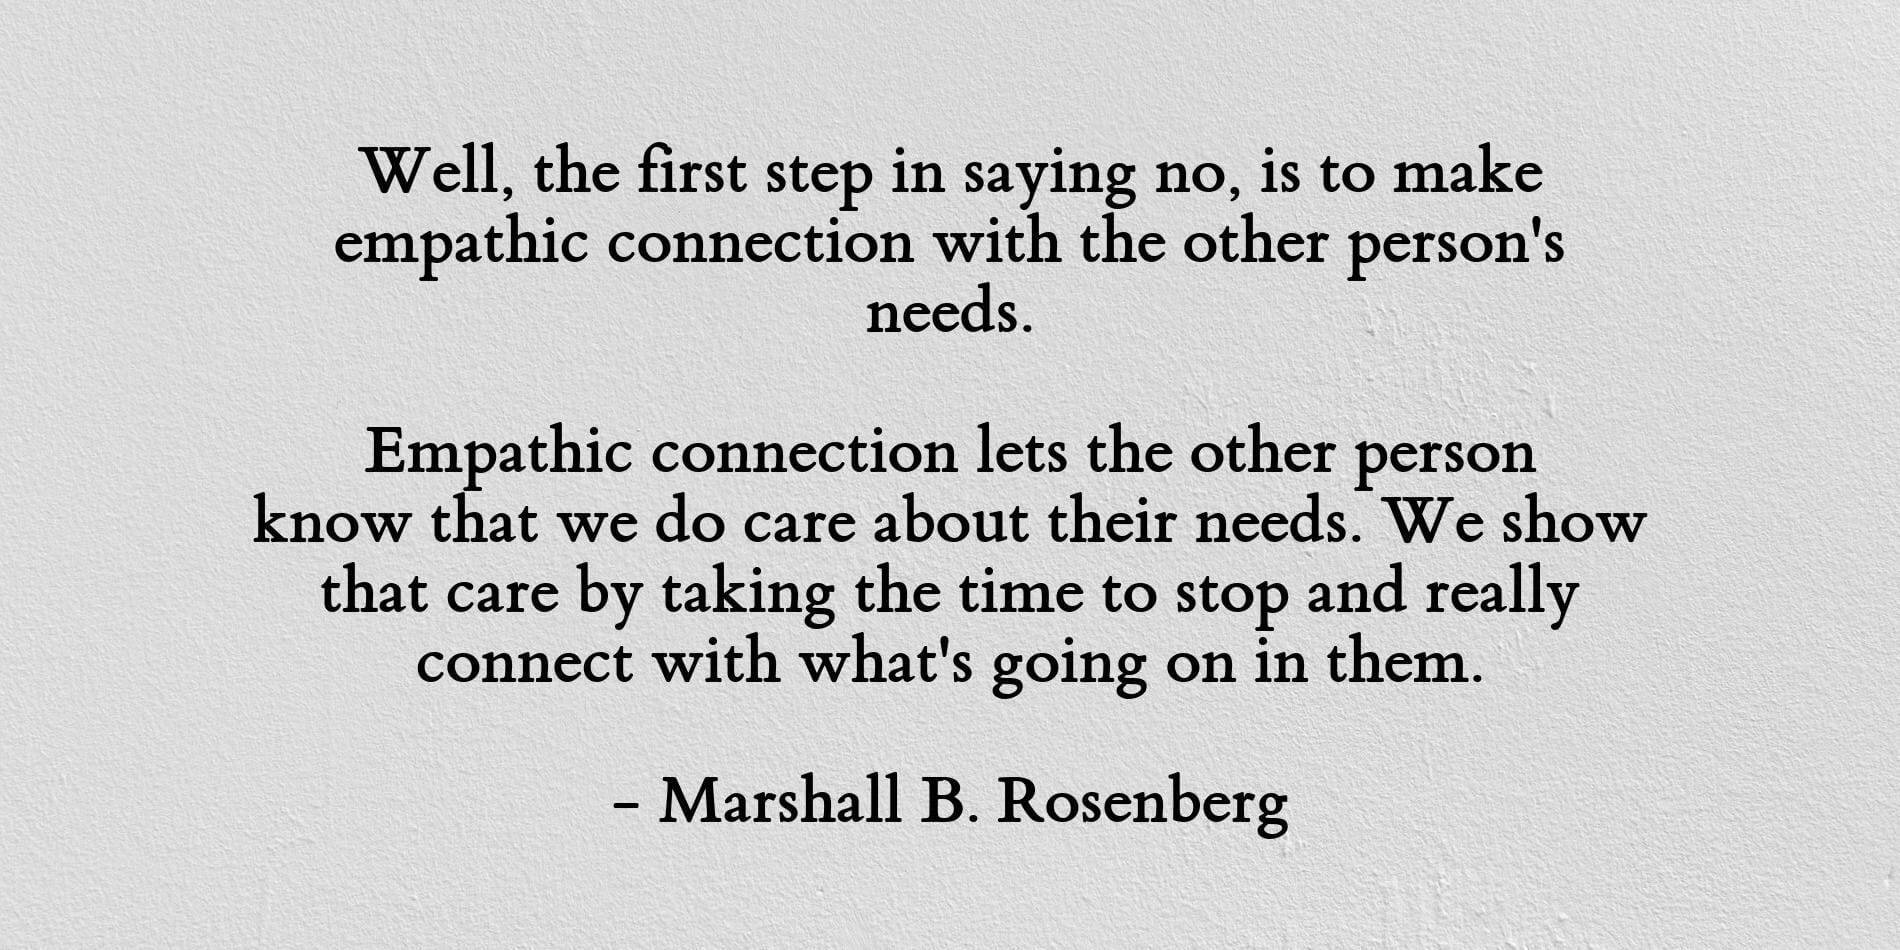 Well, the first step in saying no, is to make
empathic connection with the other person's
needs.
Empathic connection lets the other person
know that we do care about their needs. We show
that care by taking the time to stop and really
connect with what's going on in them.
- Marshall B. Rosenberg